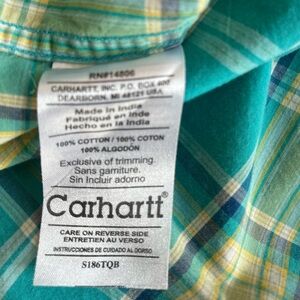 RN#14806
CARHARTT, INC. P.O. BOX 600
DEARBORN, MI 48121 USA
Made in India
Fabriqué en Inde
Hecho en la India
100% COTTON / 100% COTON
100% ALGODÓN
Exclusive of trimming
Sans garniture.
Sin Incluir adorno
Carhartt®
CARE ON REVERSE SIDE
ENTRETIEN AU VERSO
INSTRUCCIONES DE CUIDADO AL DORSO
S186TQB